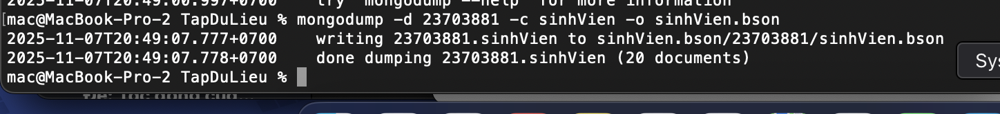 2025-11-07T20:49:00.997+0700 try 'mongodump --help' for more information
[mac@MacBook-Pro-2 TapDuLieu % mongodump -d 23703881 -c sinhVien -o sinhVien.bson
2025-11-07T20:49:07.777+0700 writing 23703881.sinhVien to sinhVien.bson/23703881/sinhVien.bson
2025-11-07T20:49:07.778+0700 done dumping 23703881.sinhVien (20 documents)
Sys
mac@MacBook-Pro-2 TapDuLieu %